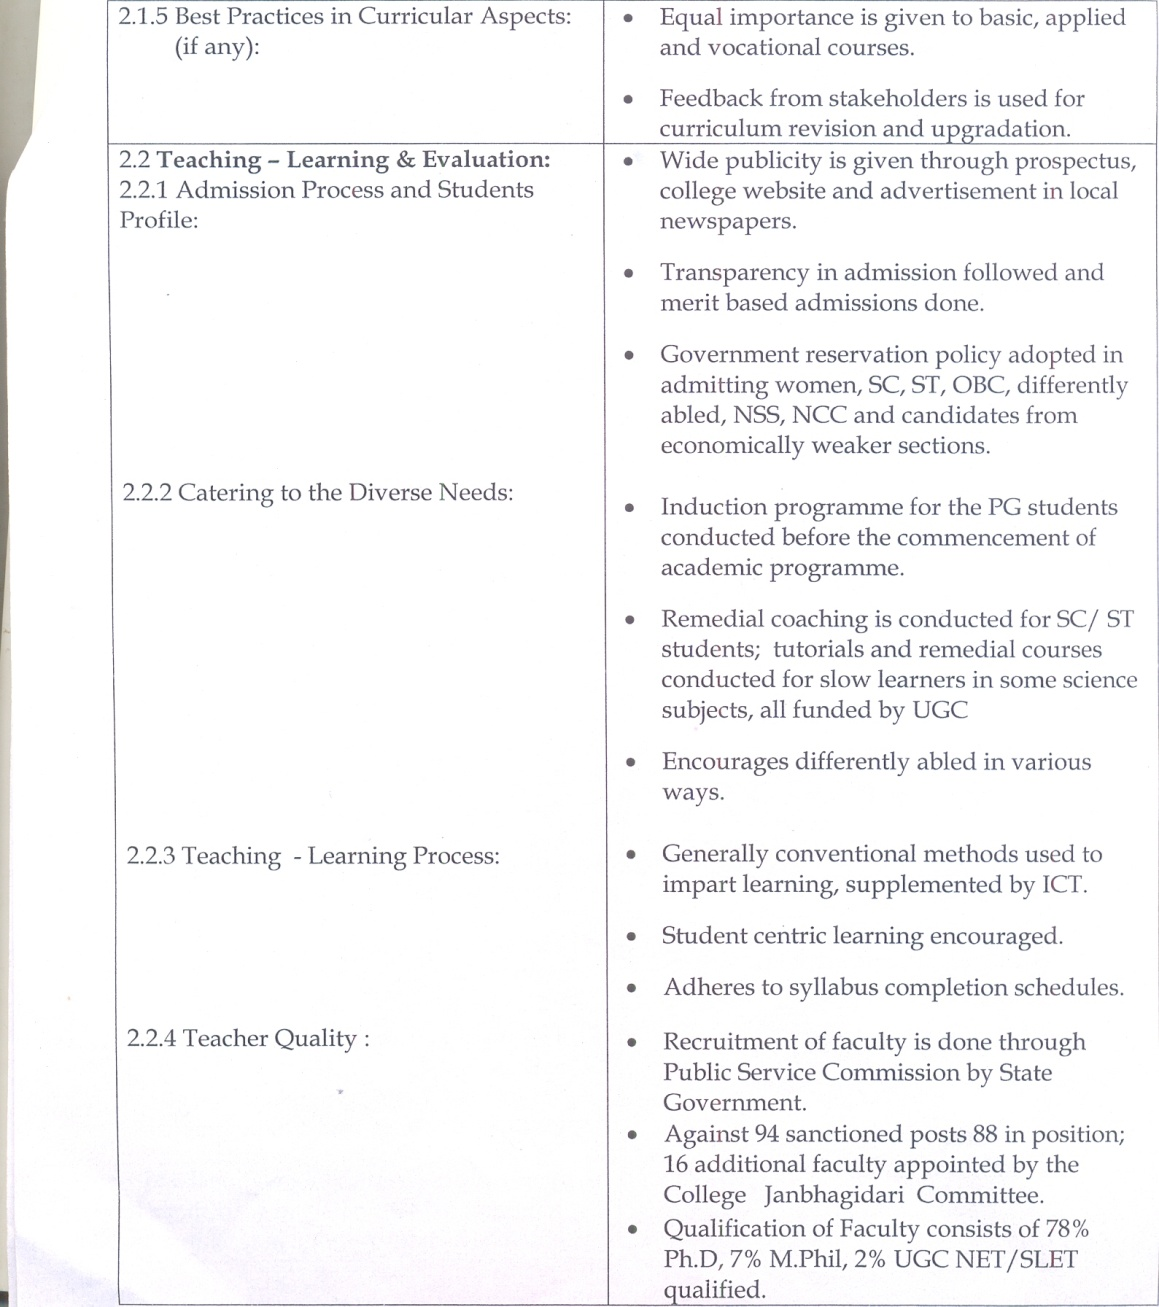 2.1.5 Best Practices in Curricular Aspects:
(if any):
• Equal importance is given to basic, applied
and vocational courses.
• Feedback from stakeholders is used for
curriculum revision and upgradation.
2.2 Teaching – Learning & Evaluation:
2.2.1 Admission Process and Students
Profile:
• Wide publicity is given through prospectus,
college website and advertisement in local
newspapers.
• Transparency in admission followed and
merit based admissions done.
• Government reservation policy adopted in
admitting women, SC, ST, OBC, differently
abled, NSS, NCC and candidates from
economically weaker sections.
2.2.2 Catering to the Diverse Needs:
• Induction programme for the PG students
conducted before the commencement of
academic programme.
• Remedial coaching is conducted for SC/ ST
students; tutorials and remedial courses
conducted for slow learners in some science
subjects, all funded by UGC
• Encourages differently abled in various
ways.
2.2.3 Teaching - Learning Process:
• Generally conventional methods used to
impart learning, supplemented by ICT.
• Student centric learning encouraged.
• Adheres to syllabus completion schedules.
2.2.4 Teacher Quality :
• Recruitment of faculty is done through
Public Service Commission by State
Government.
• Against 94 sanctioned posts 88 in position;
16 additional faculty appointed by the
College Janbhagidari Committee.
• Qualification of Faculty consists of 78%
Ph.D, 7% M.Phil, 2% UGC NET/SLET
qualified.